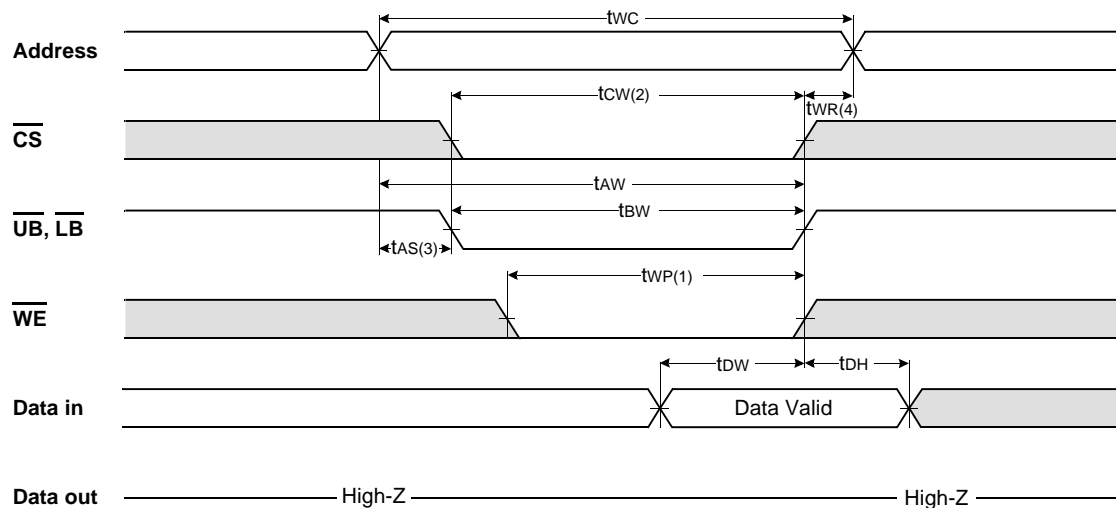 tWC
Address
tCW(2)
tWR(4)
CS
tAW
tBW
UB, LB
tAS(3)
tWP(1)
WE
tDW
tDH
Data in
Data Valid
Data out
High-Z
High-Z